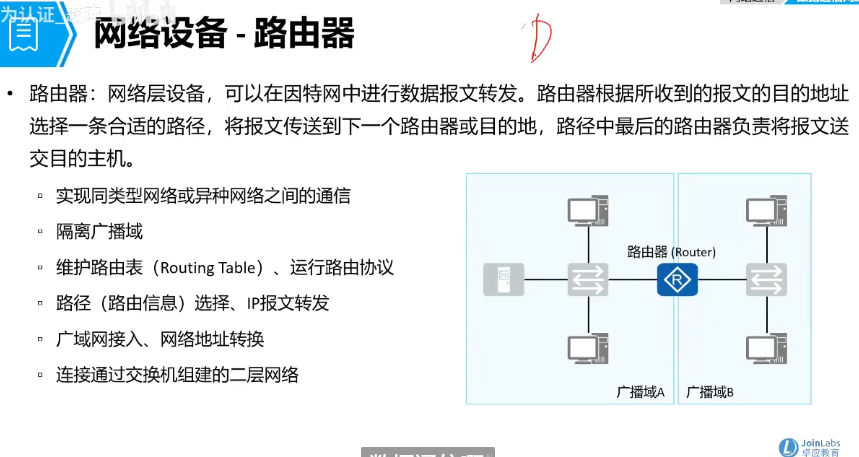 为认证_
网络设备 - 路由器
D
• 路由器：网络层设备，可以在因特网中进行数据报文转发。路由器根据所收到的报文的目的地址
选择一条合适的路径，将报文传送到下一个路由器或目的地，路径中最后的路由器负责将报文送
交目的主机。
▫ 实现同类型网络或异种网络之间的通信
▫ 隔离广播域
▫ 维护路由表（Routing Table）、运行路由协议
▫ 路径（路由信息）选择、IP报文转发
▫ 广域网接入、网络地址转换
▫ 连接通过交换机组建的二层网络
路由器 (Router)
R
广播域A
广播域B
JoinLabs
卓应教育